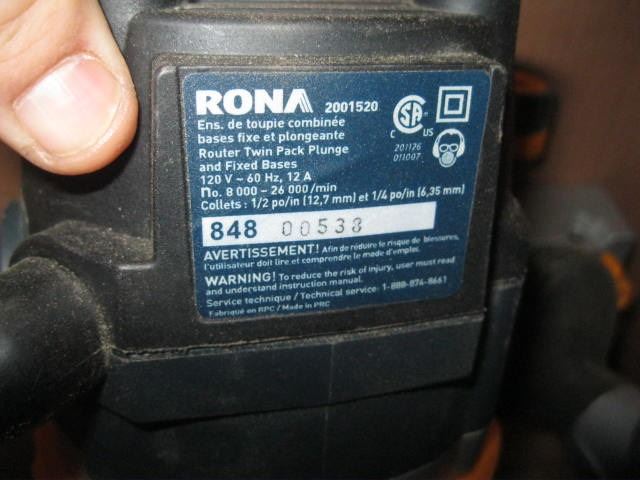 RONA 2001520
Ens. de toupie combinée
bases fixe et plongeante
Router Twin Pack Plunge
and Fixed Bases
120 V ~ 60 Hz, 12 A
no. 8 000 - 26 000/min
Collets : 1/2 po/in (12,7 mm) et 1/4 po/in (6,35 mm)
C US
201126
011007
848 00538
AVERTISSEMENT! Afin de réduire le risque de blessures,
l'utilisateur doit lire et comprendre le mode d'emploi.
WARNING! To reduce the risk of injury, user must read
and understand instruction manual.
Service technique / Technical service: 1-888-874-8661
Fabriqué en RPC / Made in PRC